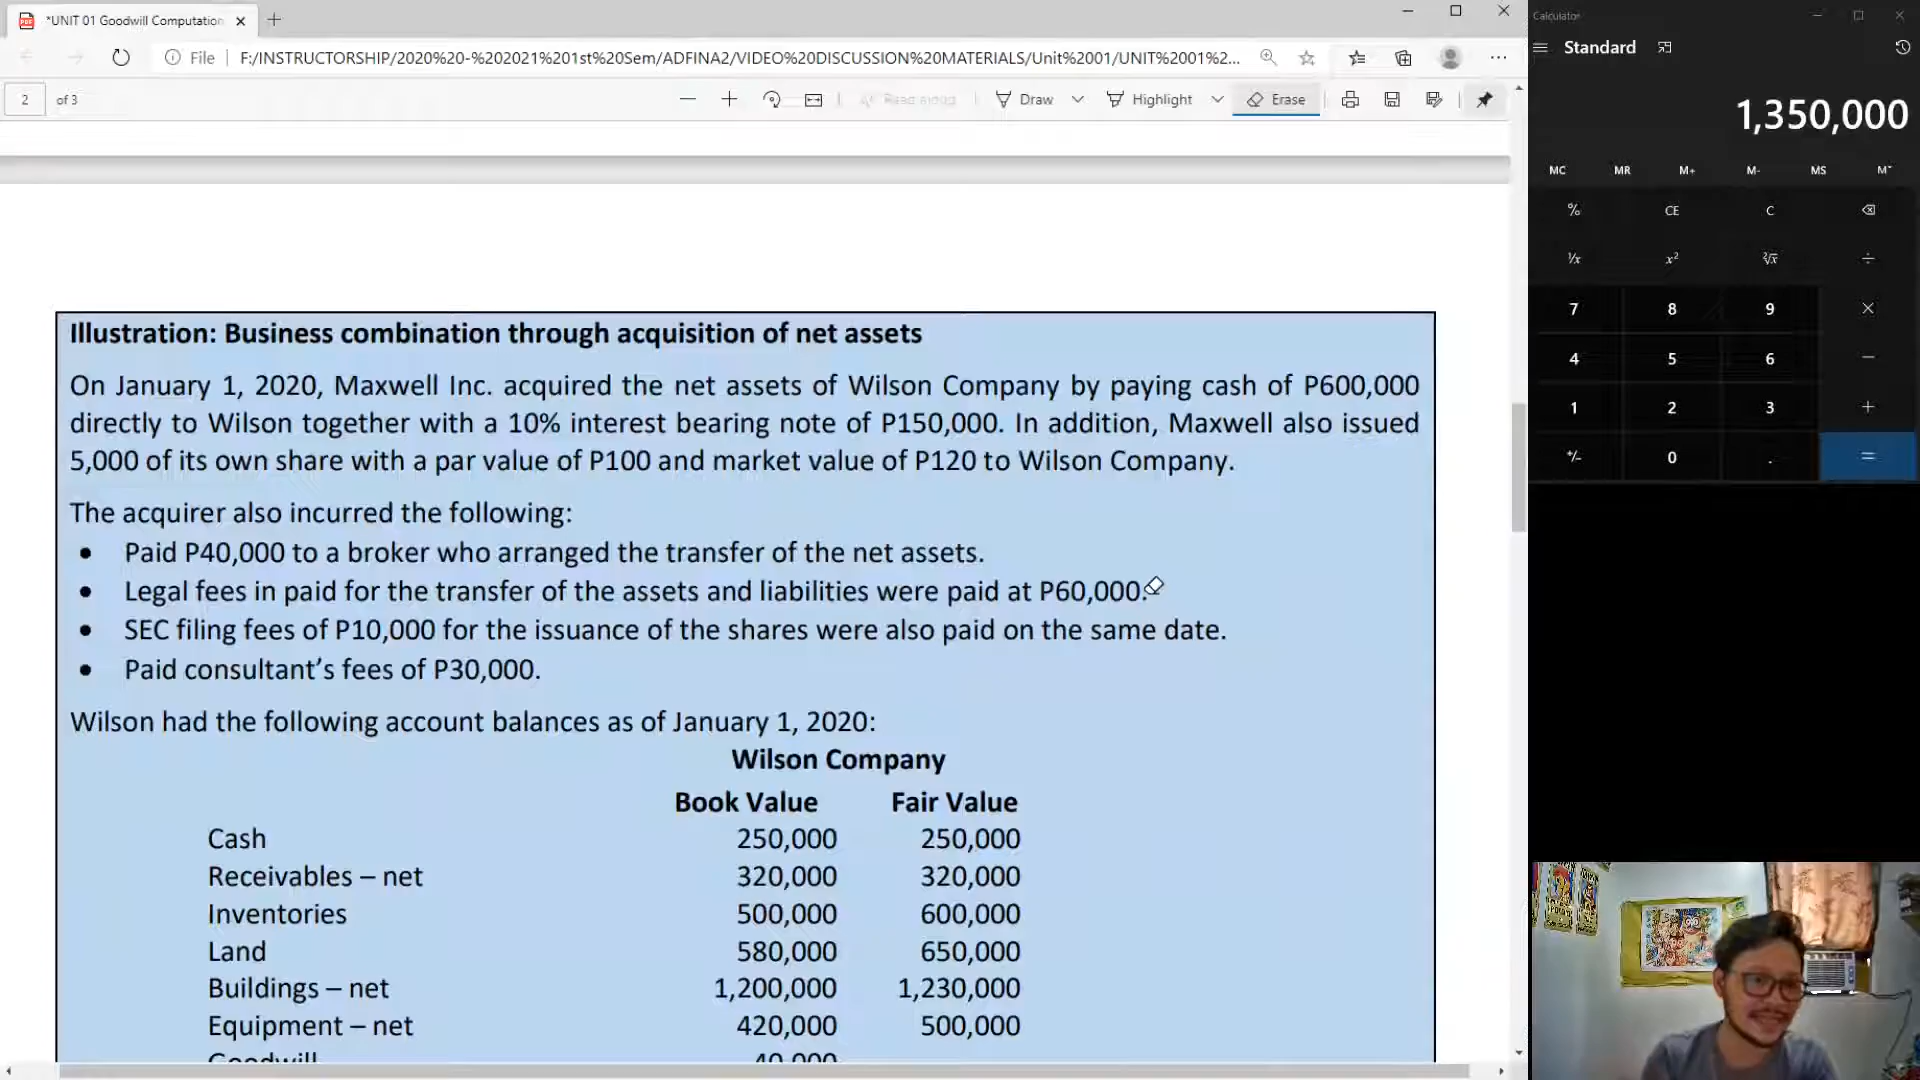 *UNIT 01 Goodwill Computation
File F:/INSTRUCTORSHIP/2020%20-%202021%201st%20Sem/ADFINA2/VIDEO%20DISCUSSION%20MATERIALS/Unit%2001/UNIT%2001%2...
2 of 3 Read aloud Draw Highlight Erase
Illustration: Business combination through acquisition of net assets
On January 1, 2020, Maxwell Inc. acquired the net assets of Wilson Company by paying cash of P600,000
directly to Wilson together with a 10% interest bearing note of P150,000. In addition, Maxwell also issued
5,000 of its own share with a par value of P100 and market value of P120 to Wilson Company.
The acquirer also incurred the following:
• Paid P40,000 to a broker who arranged the transfer of the net assets.
• Legal fees in paid for the transfer of the assets and liabilities were paid at P60,000.
• SEC filing fees of P10,000 for the issuance of the shares were also paid on the same date.
• Paid consultant's fees of P30,000.
Wilson had the following account balances as of January 1, 2020:
Wilson Company
Book Value Fair Value
Cash 250,000 250,000
Receivables – net 320,000 320,000
Inventories 500,000 600,000
Land 580,000 650,000
Buildings – net 1,200,000 1,230,000
Equipment – net 420,000 500,000
Goodwill 40,000
Calculator
Standard
1,350,000
MC MR M+ M- MS M˅
% CE C
1/x x² ²√x ÷
7 8 9 ×
4 5 6 −
1 2 3 +
+/- 0 . =